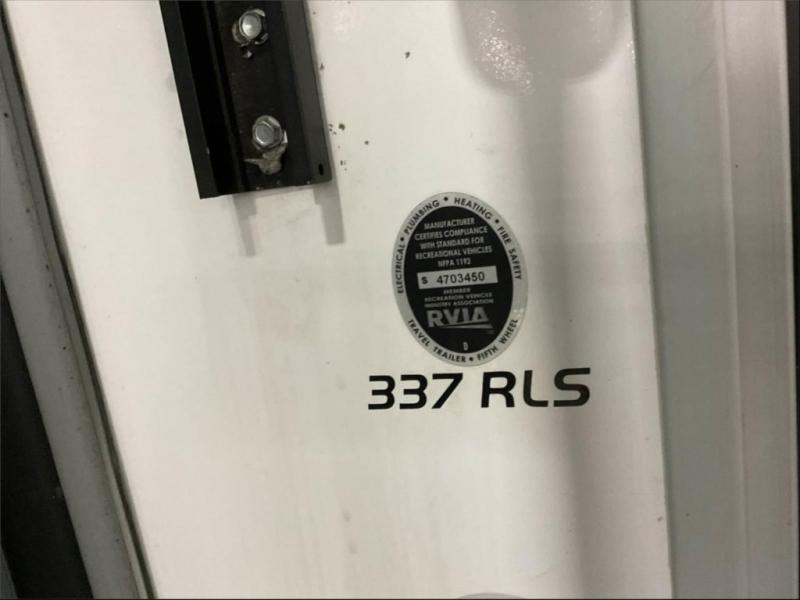 ELECTRICAL • PLUMBING • HEATING • FIRE SAFETY
MANUFACTURER
CERTIFIES COMPLIANCE
WITH STANDARD FOR
RECREATIONAL VEHICLES
NFPA 1192
S 4703450
MEMBER
RECREATION VEHICLE
INDUSTRY ASSOCIATION
RVIA
D
TRAVEL TRAILER • FIFTH WHEEL
337 RLS